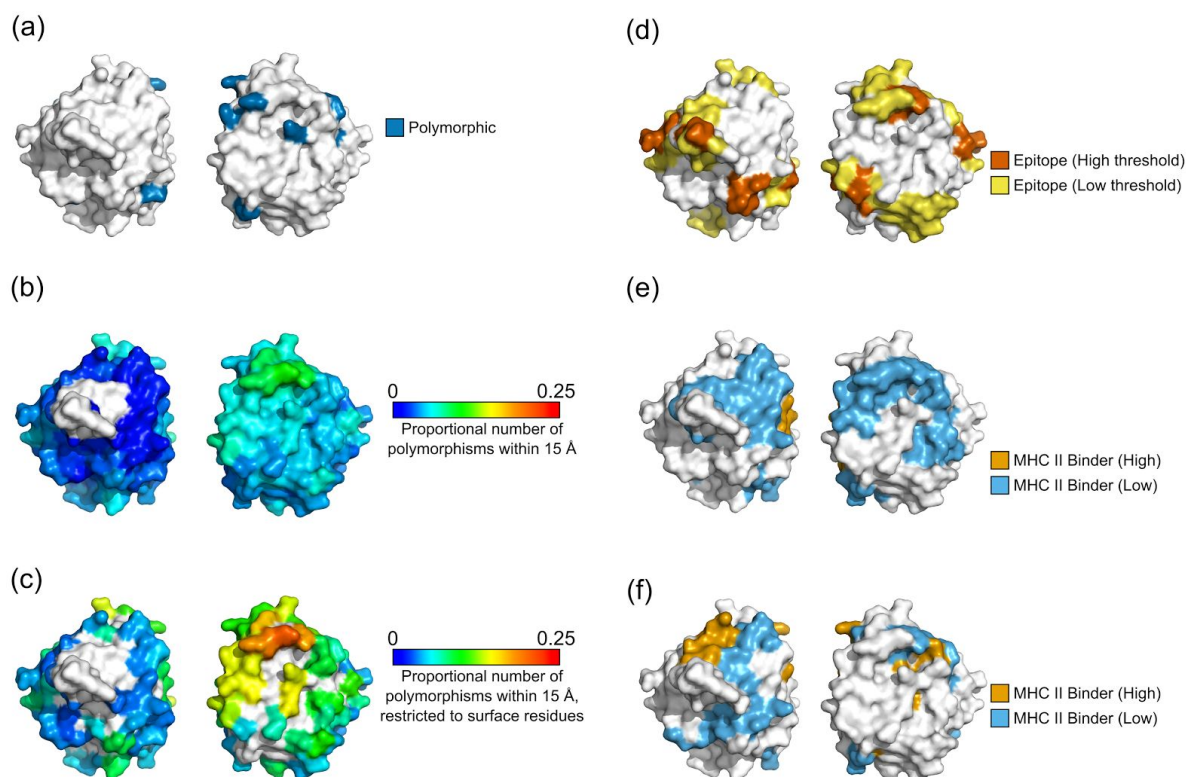 (a)
Polymorphic
(b)
0 0.25
Proportional number of
polymorphisms within 15 Å
(c)
0 0.25
Proportional number of
polymorphisms within 15 Å,
restricted to surface residues
(d)
Epitope (High threshold)
Epitope (Low threshold)
(e)
MHC II Binder (High)
MHC II Binder (Low)
(f)
MHC II Binder (High)
MHC II Binder (Low)